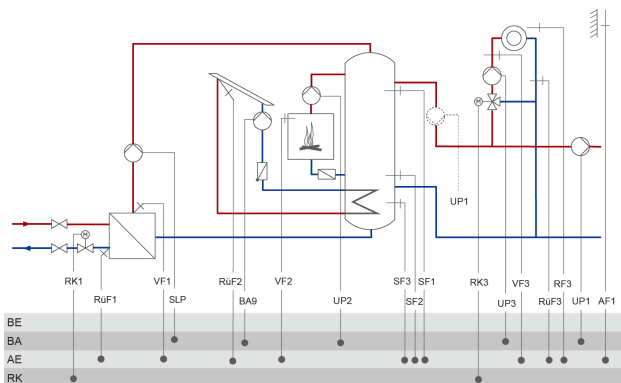 M
UP1
M
RK1
VF1
RüF2
VF2
SF3
SF1
RK3
VF3
RF3
RüF1
SLP
BA9
UP2
SF2
UP3
RüF3
UP1
AF1
BE
BA
AE
RK